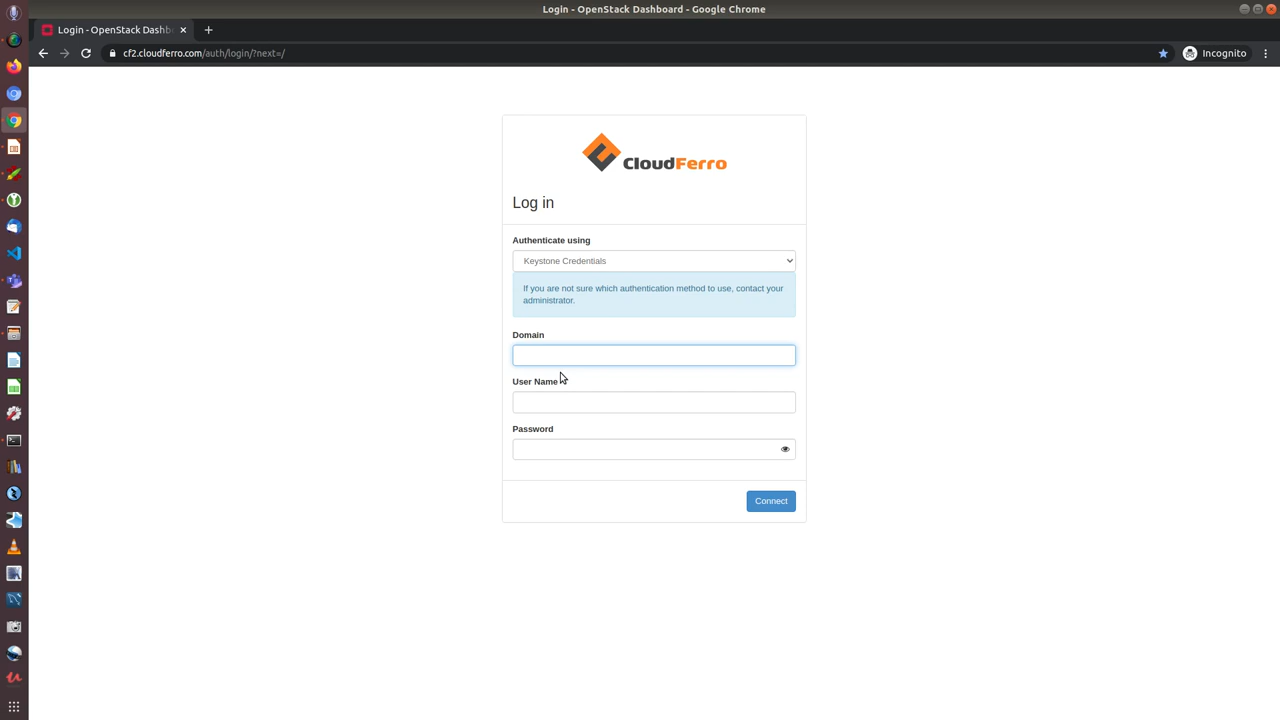 Login - OpenStack Dashboard - Google Chrome
Login - OpenStack Dashb
cf2.cloudferro.com/auth/login/?next=/
Incognito
CloudFerro
Log in
Authenticate using
Keystone Credentials
If you are not sure which authentication method to use, contact your
administrator.
Domain
User Name
Password
Connect